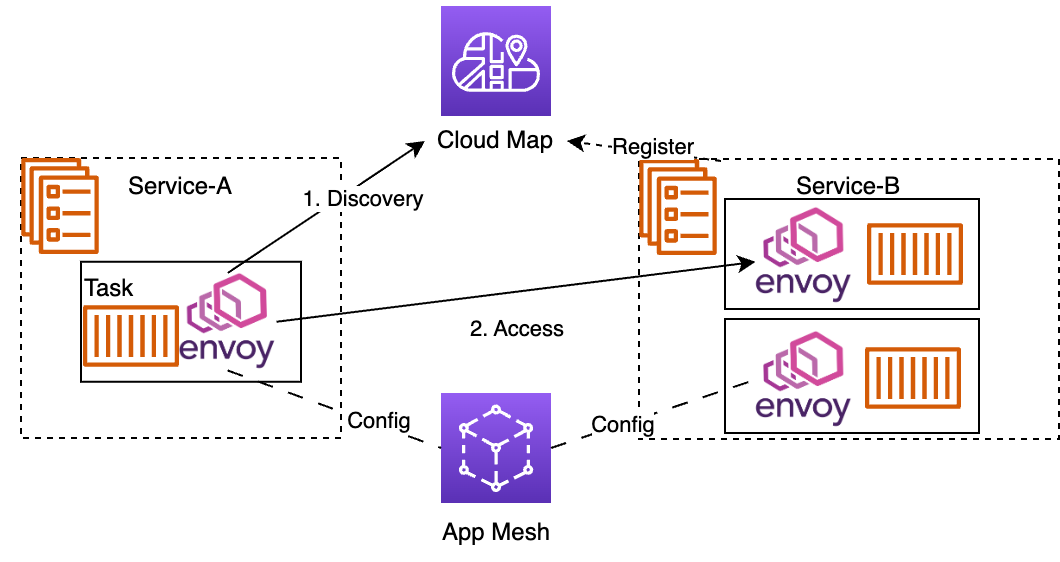 Cloud Map
Register
Service-A
Service-B
1. Discovery
envoy
Task
envoy
2. Access
envoy
Config
Config
App Mesh